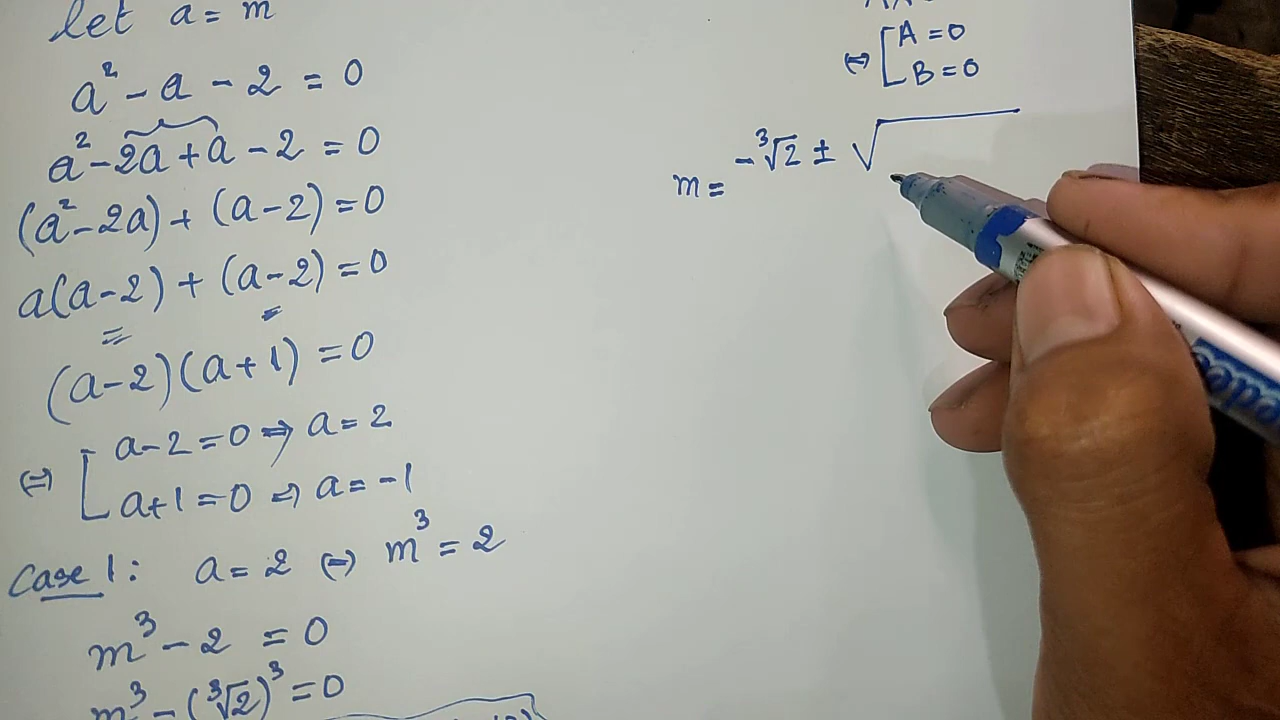 let a = m
a² - a - 2 = 0
a² - 2a + a - 2 = 0
(a² - 2a) + (a - 2) = 0
a(a - 2) + (a - 2) = 0
(a - 2)(a + 1) = 0
⇔ [ a - 2 = 0 ⇒ a = 2
a + 1 = 0 ⇒ a = -1
Case 1: a = 2 ⇔ m³ = 2
m³ - 2 = 0
m³ - (³√2)³ = 0
⇔ [ A = 0
B = 0
m = -³√2 ± √